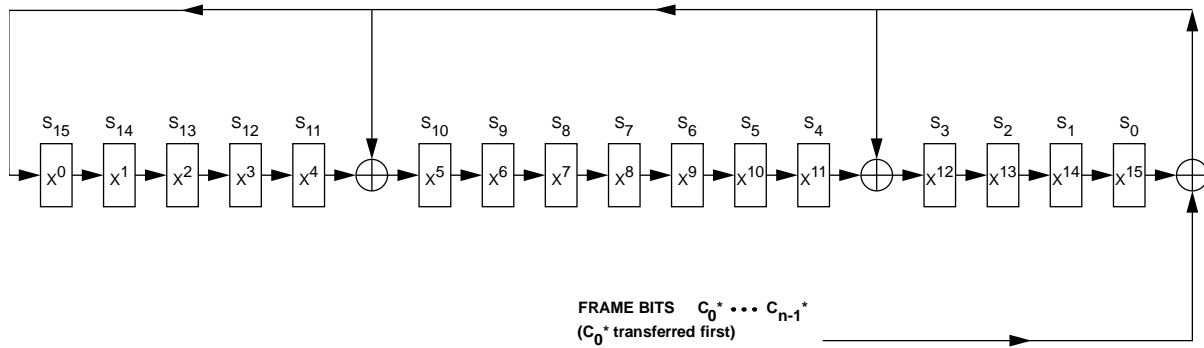 S15 S14 S13 S12 S11 S10 S9 S8 S7 S6 S5 S4 S3 S2 S1 S0
X0 X1 X2 X3 X4 X5 X6 X7 X8 X9 X10 X11 X12 X13 X14 X15
FRAME BITS C0* • • • Cn-1*
(C0* transferred first)